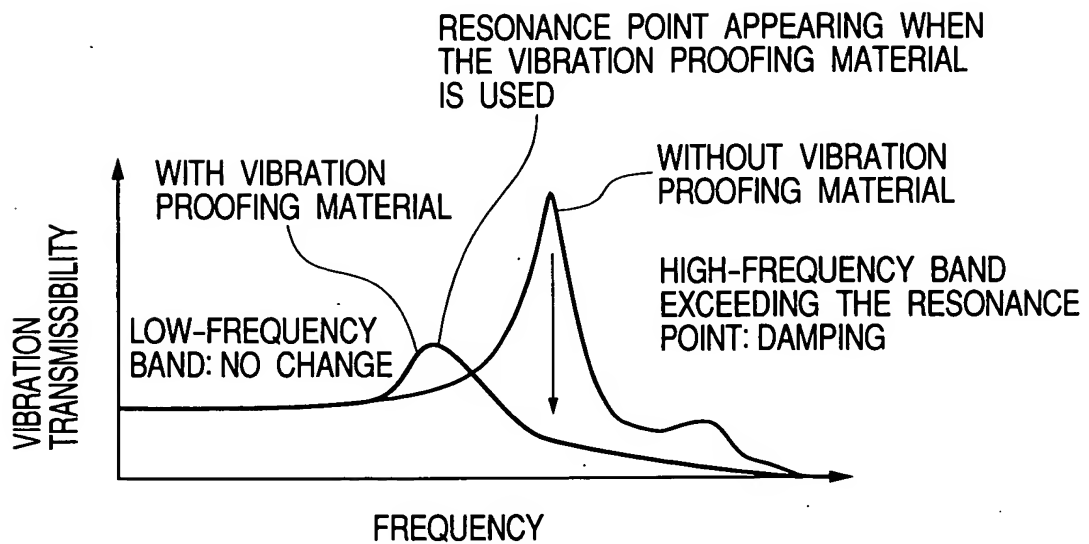 RESONANCE POINT APPEARING WHEN
THE VIBRATION PROOFING MATERIAL
IS USED
WITH VIBRATION
PROOFING MATERIAL
WITHOUT VIBRATION
PROOFING MATERIAL
HIGH-FREQUENCY BAND
EXCEEDING THE RESONANCE
POINT: DAMPING
LOW-FREQUENCY
BAND: NO CHANGE
VIBRATION
TRANSMISSIBILITY
FREQUENCY